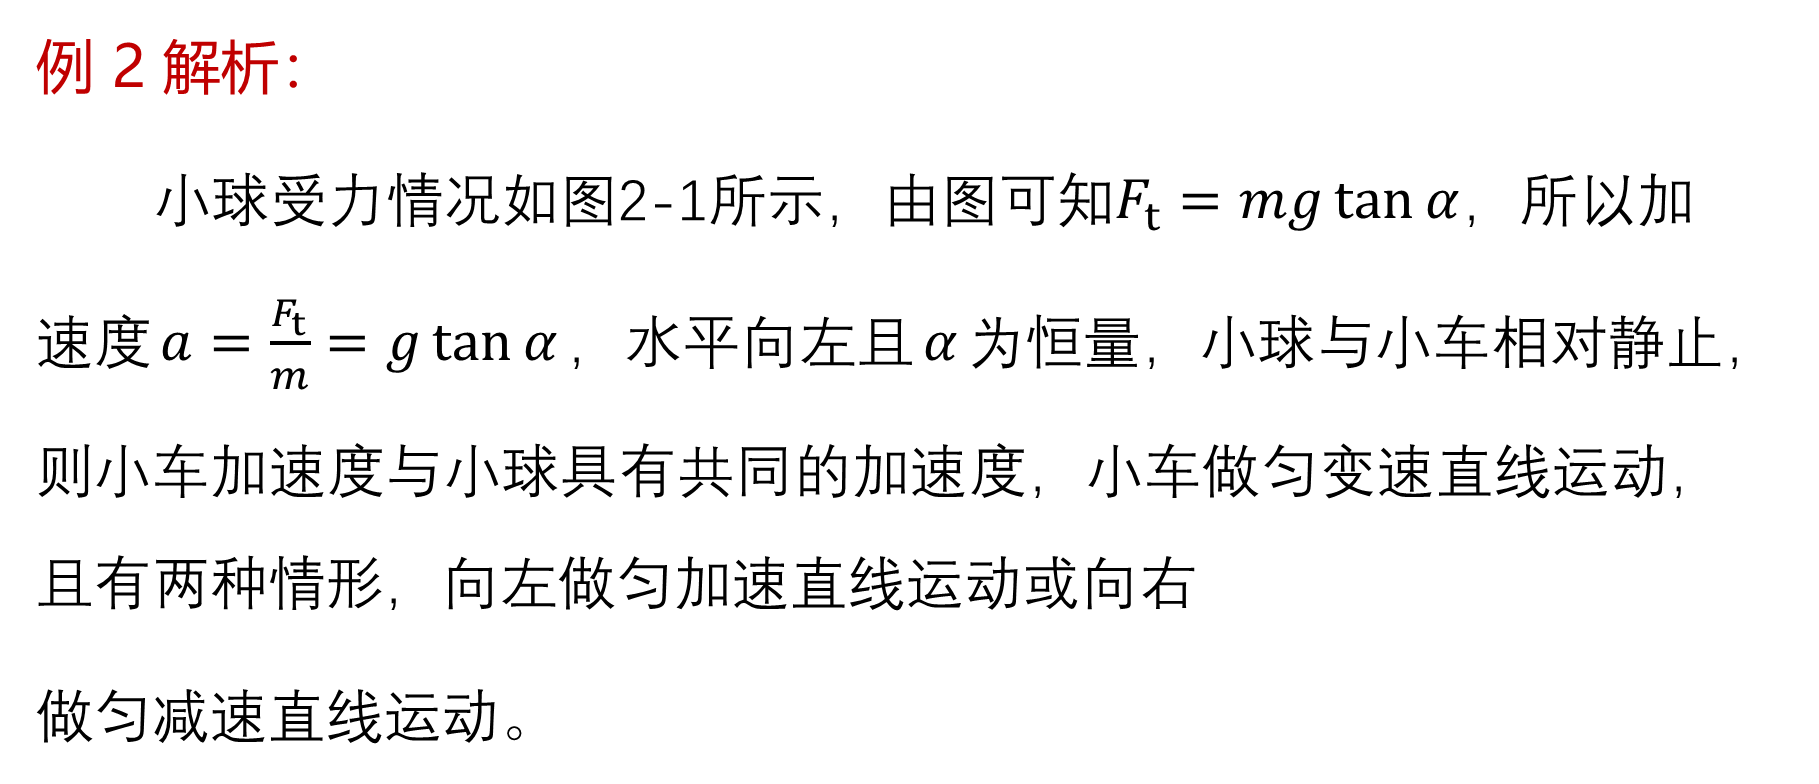 例 2 解析：
小球受力情况如图2-1所示，由图可知Fₜ = mg tan α，所以加
速度 a = Fₜ/m = g tan α，水平向左且 α 为恒量，小球与小车相对静止，
则小车加速度与小球具有共同的加速度，小车做匀变速直线运动，
且有两种情形，向左做匀加速直线运动或向右
做匀减速直线运动。